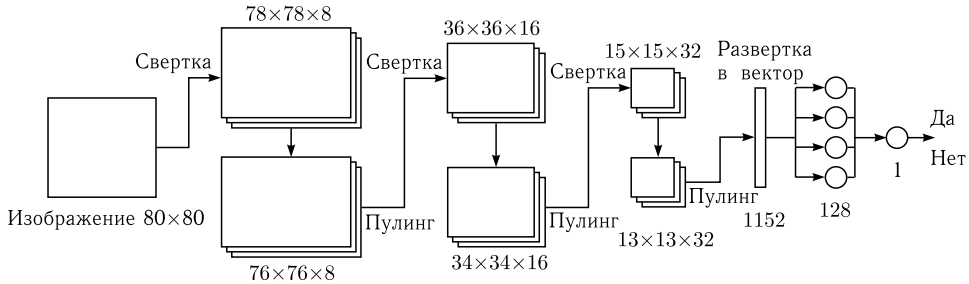 78×78×8
36×36×16
15×15×32
Развертка
в вектор
Свертка
Свертка
Свертка
Да
Нет
1
Изображение 80×80
Пулинг
Пулинг
Пулинг
1152
128
76×76×8
34×34×16
13×13×32